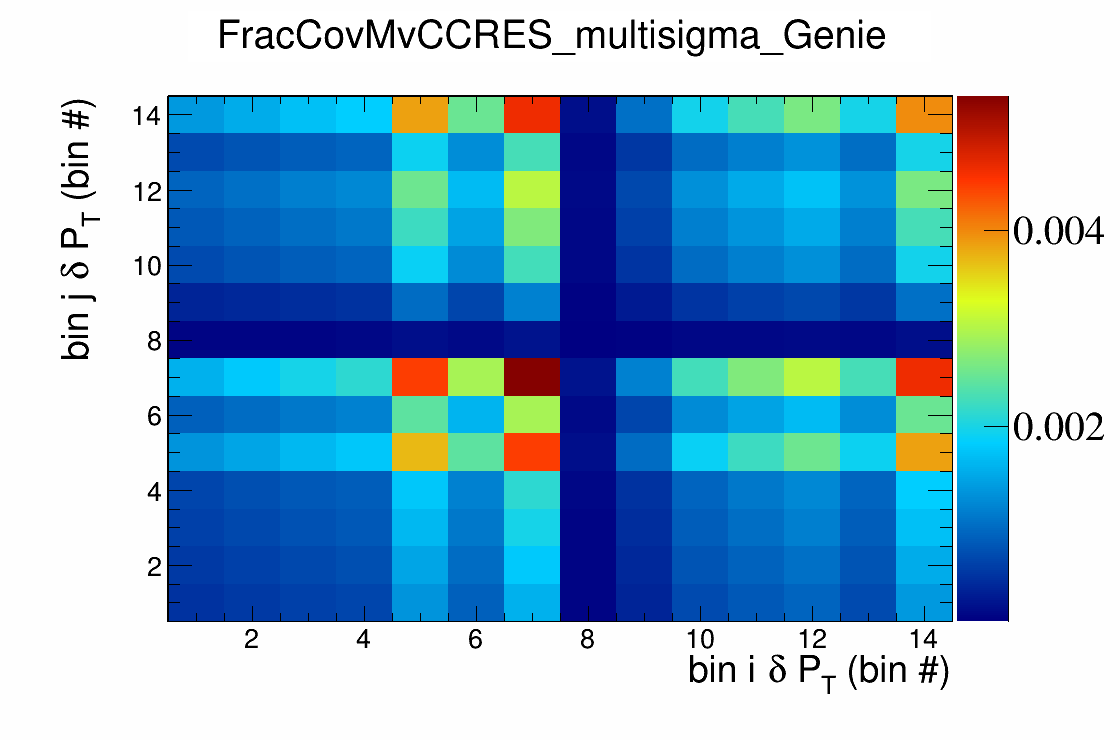 FracCovMvCCRES_multisigma_Genie
bin j δ P_T (bin #)
14
12
10
8
6
4
2
0.004
0.002
2 4 6 8 10 12 14
bin i δ P_T (bin #)